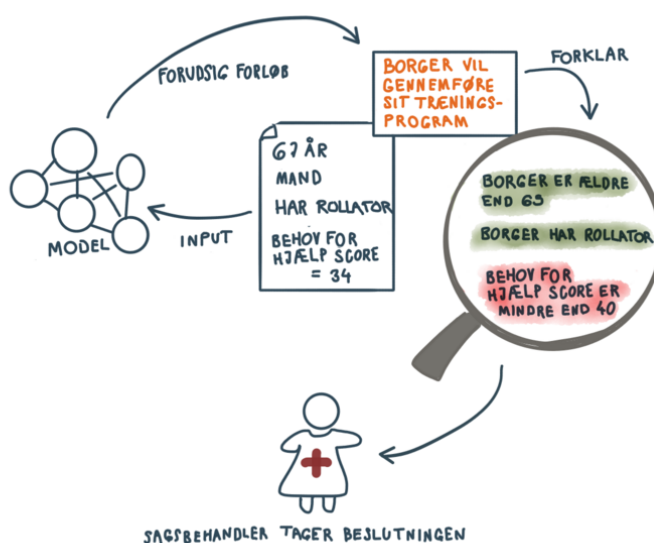 FORUDSIG FORLØB
BORGER VIL
GENNEMFØRE
SIT TRÆNINGS-
PROGRAM
FORKLAR
67 ÅR
MAND
HAR ROLLATOR
BEHOV FOR
HJÆLP SCORE
= 34
INPUT
MODEL
BORGER ER ÆLDRE
END 65
BORGER HAR ROLLATOR
BEHOV FOR
HJÆLP SCORE ER
MINDRE END 40
SAGSBEHANDLER TAGER BESLUTNINGEN